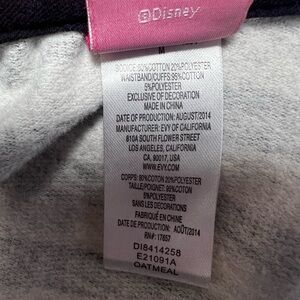 ©Disney
BODICE: 80%COTTON 20%POLYESTER
WAISTBAND/CUFFS: 95%COTTON
5%POLYESTER
EXCLUSIVE OF DECORATION
MADE IN CHINA
DATE OF PRODUCTION: AUGUST/2014
MANUFACTURER: EVY OF CALIFORNIA
810A SOUTH FLOWER STREET
LOS ANGELES, CALIFORNIA
CA, 90017, USA
WWW.EVY.COM
CORPS: 80%COTON 20%POLYESTER
TAILLE/POIGNET: 95%COTON
5%POLYESTER
SANS LES DECORATIONS
FABRIQUÉ EN CHINE
DATE DE PRODUCTION: AOÛT/2014
RN#: 17657
DI8414258
E21091A
OATMEAL